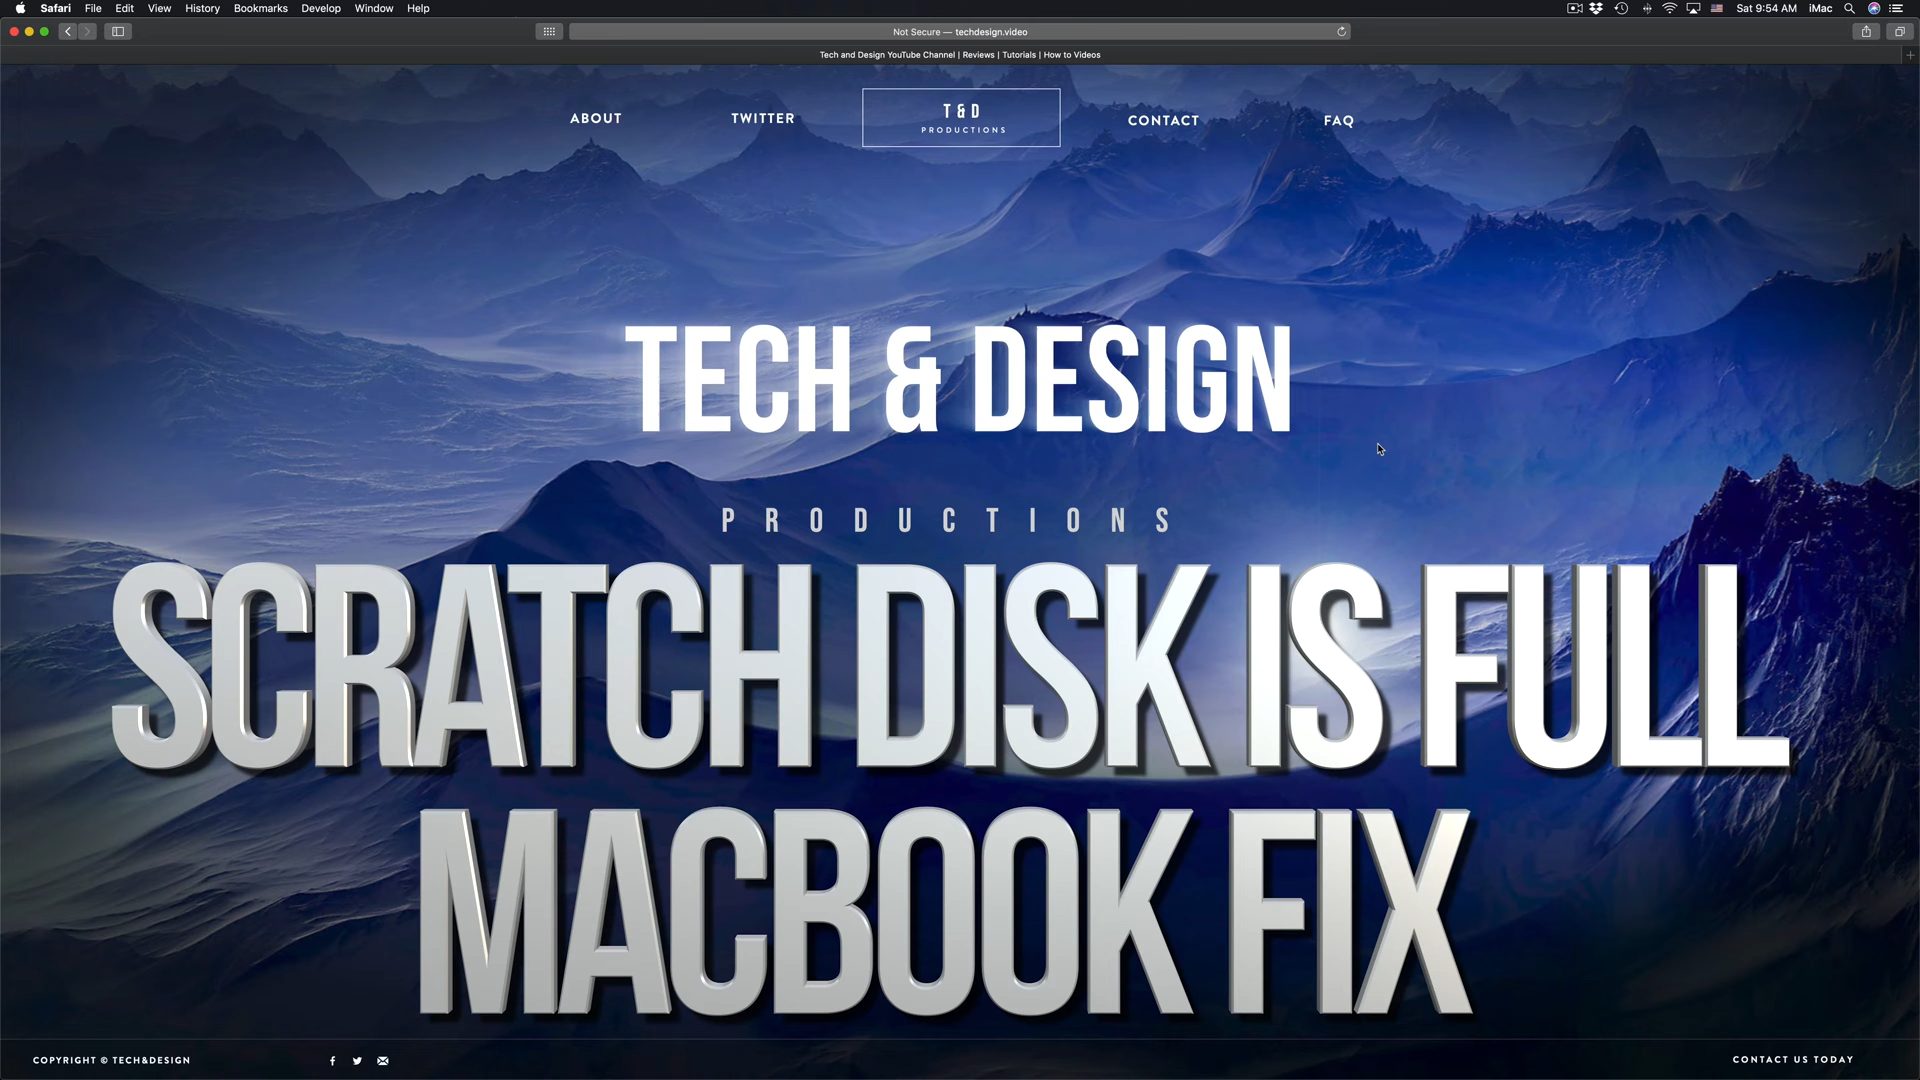 Safari File Edit View History Bookmarks Develop Window Help Sat 9:54 AM iMac
Not Secure — techdesign.video
Tech and Design YouTube Channel | Reviews | Tutorials | How to Videos
ABOUT TWITTER T&D CONTACT FAQ
PRODUCTIONS
TECH & DESIGN
PRODUCTIONS
SCRATCH DISK IS FULL
MACBOOK FIX
COPYRIGHT © TECH&DESIGN CONTACT US TODAY